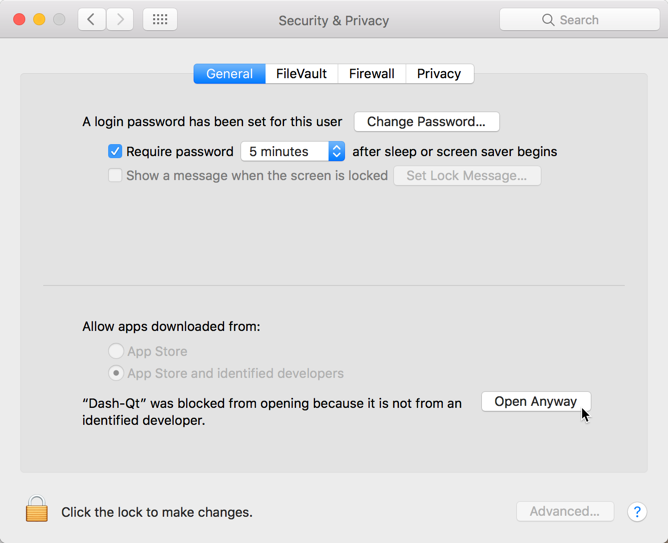 Security & Privacy
Search
General FileVault Firewall Privacy
A login password has been set for this user Change Password...
Require password 5 minutes after sleep or screen saver begins
Show a message when the screen is locked Set Lock Message...
Allow apps downloaded from:
App Store
App Store and identified developers
“Dash-Qt” was blocked from opening because it is not from an
identified developer.
Open Anyway
Click the lock to make changes.
Advanced...
?